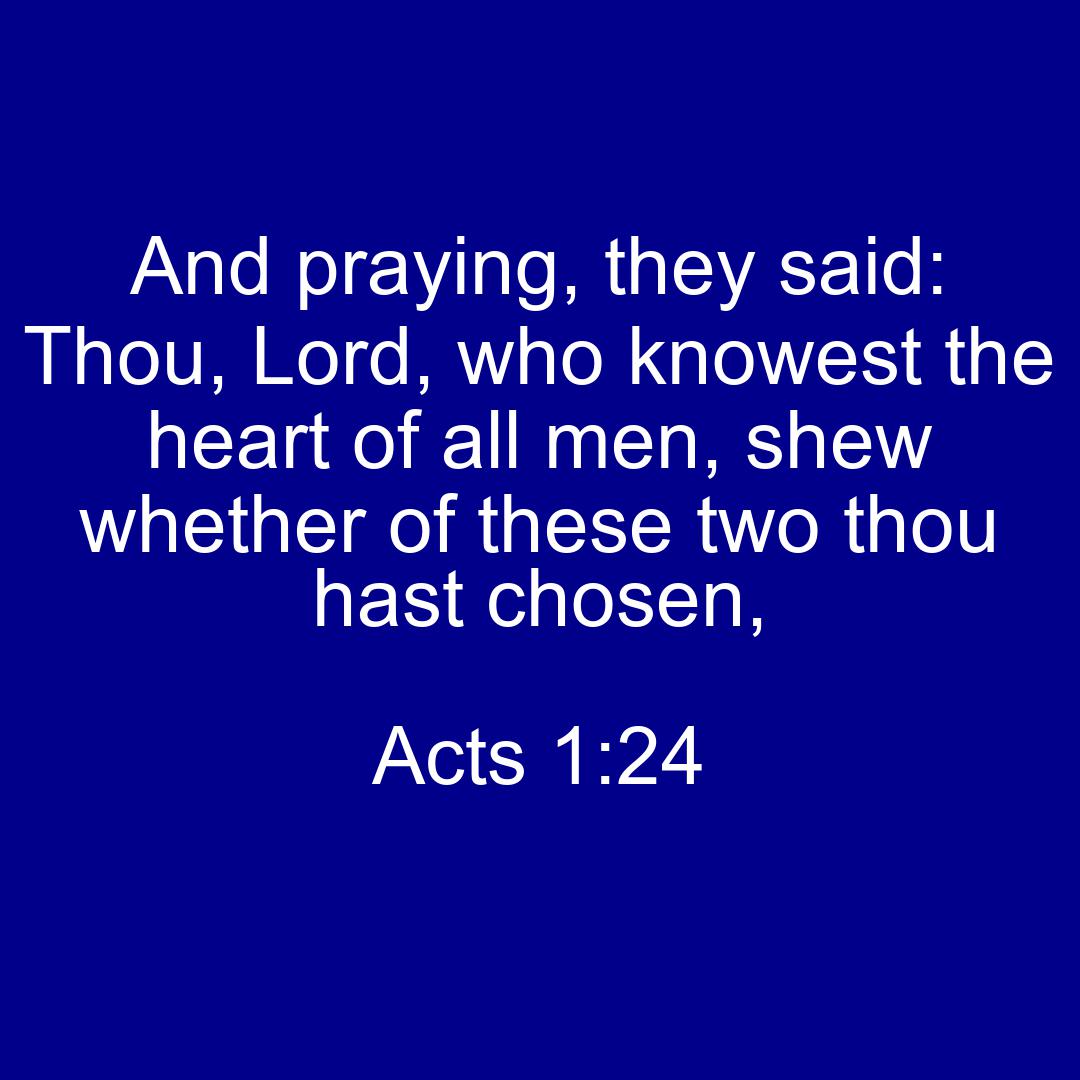 And praying, they said:
Thou, Lord, who knowest the
heart of all men, shew
whether of these two thou
hast chosen,
Acts 1:24